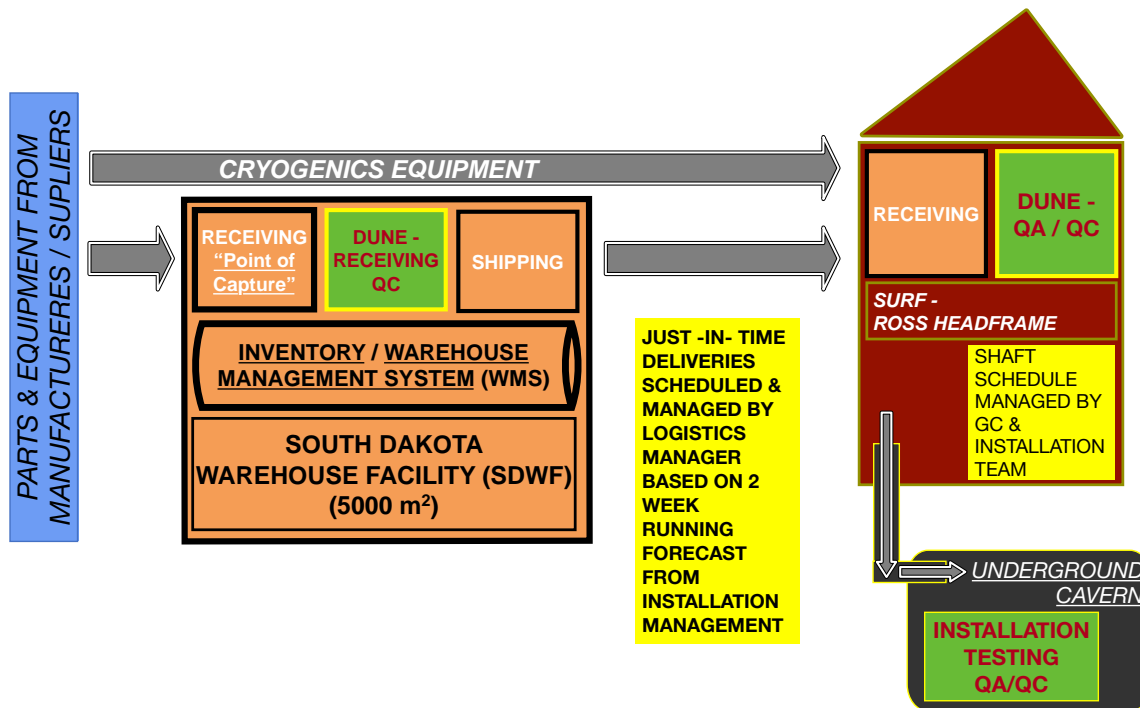 PARTS & EQUIPMENT FROM
MANUFACTURERES / SUPLIERS
CRYOGENICS EQUIPMENT
RECEIVING
“Point of
Capture”
DUNE -
RECEIVING
QC
SHIPPING
INVENTORY / WAREHOUSE
MANAGEMENT SYSTEM (WMS)
SOUTH DAKOTA
WAREHOUSE FACILITY (SDWF)
(5000 m²)
JUST -IN- TIME
DELIVERIES
SCHEDULED &
MANAGED BY
LOGISTICS
MANAGER
BASED ON 2
WEEK
RUNNING
FORECAST
FROM
INSTALLATION
MANAGEMENT
RECEIVING
DUNE -
QA / QC
SURF -
ROSS HEADFRAME
SHAFT
SCHEDULE
MANAGED BY
GC &
INSTALLATION
TEAM
UNDERGROUND
CAVERN
INSTALLATION
TESTING
QA/QC